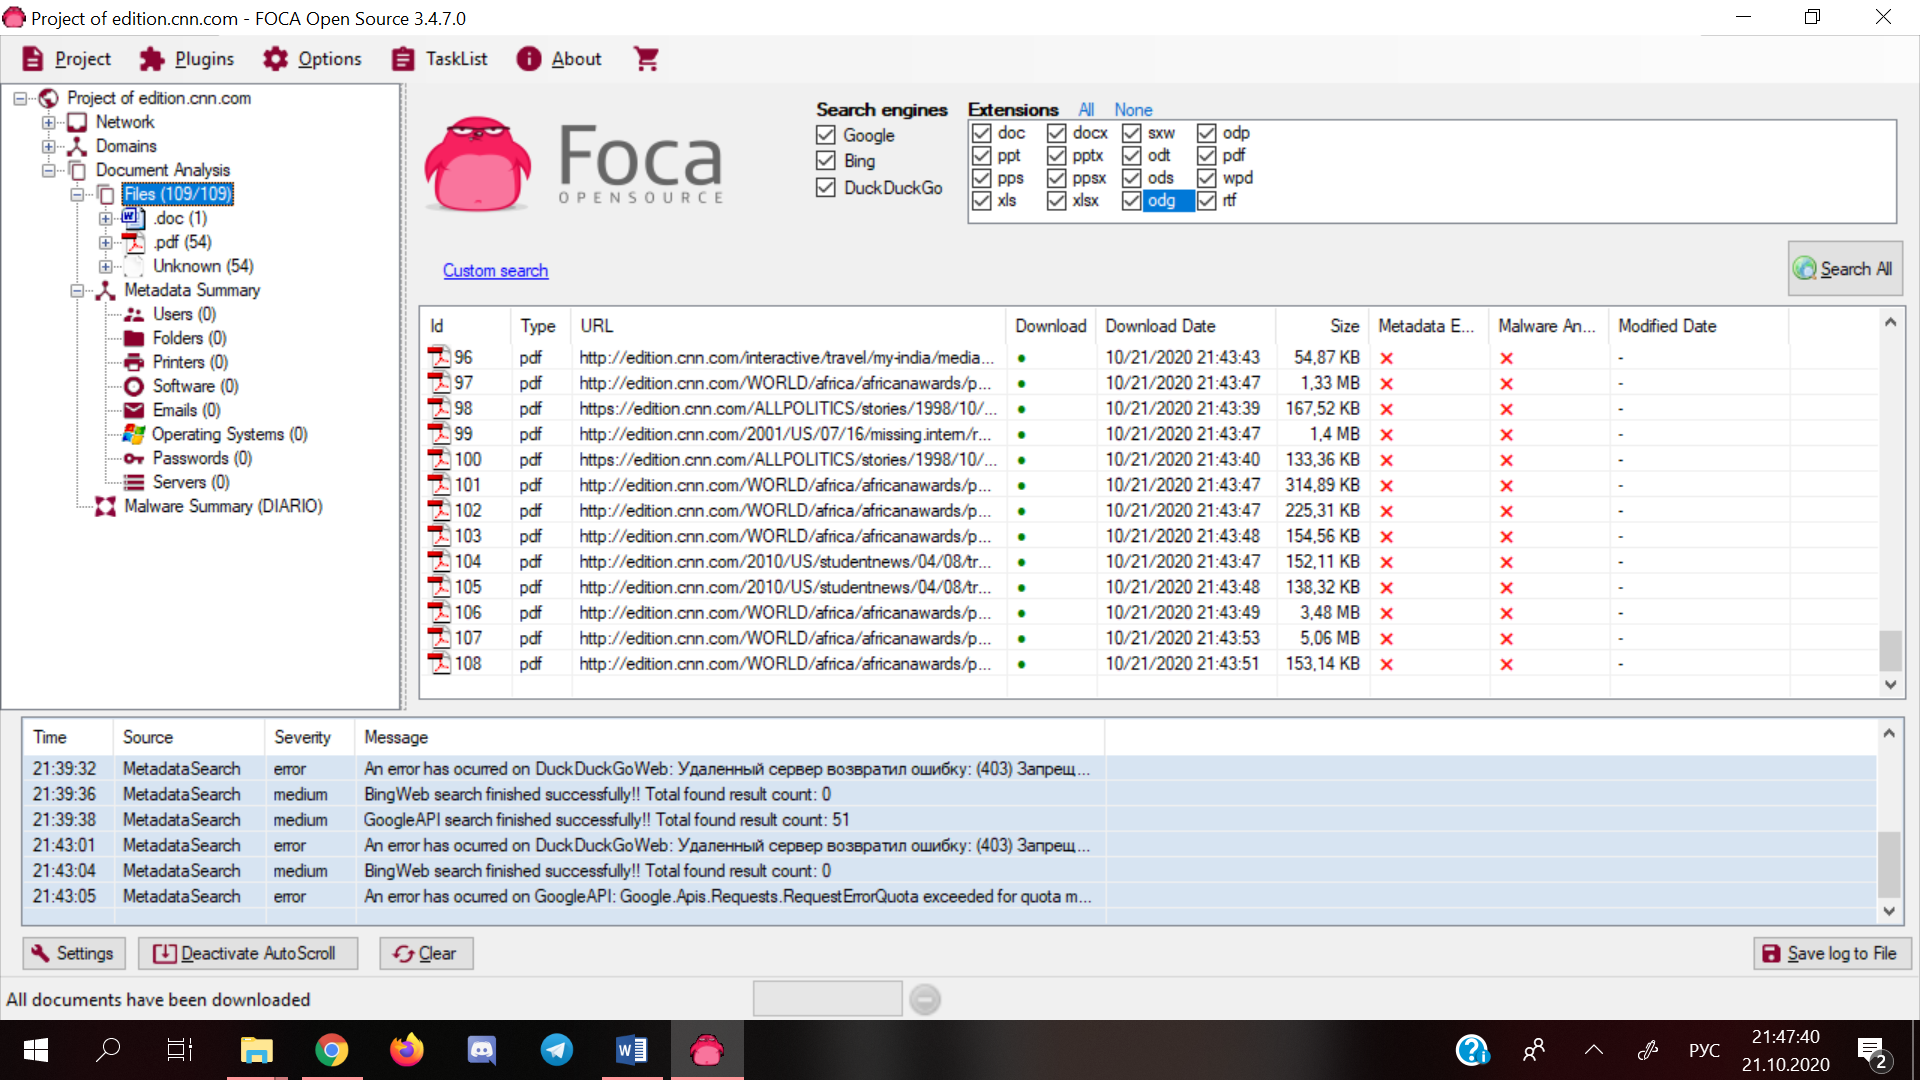 Project of edition.cnn.com - FOCA Open Source 3.4.7.0
Project Plugins Options TaskList About
Project of edition.cnn.com
Network
Domains
Document Analysis
Files (109/109)
.doc (1)
.pdf (54)
Unknown (54)
Metadata Summary
Users (0)
Folders (0)
Printers (0)
Software (0)
Emails (0)
Operating Systems (0)
Passwords (0)
Servers (0)
Malware Summary (DIARIO)
Foca
OPENSOURCE
Search engines
Google
Bing
DuckDuckGo
Extensions All None
doc docx sxw odp
ppt pptx odt pdf
pps ppsx ods wpd
xls xlsx odg rtf
Custom search
Search All
Id Type URL Download Download Date Size Metadata E... Malware An... Modified Date
96 pdf http://edition.cnn.com/interactive/travel/my-india/media... 10/21/2020 21:43:43 54,87 KB -
97 pdf http://edition.cnn.com/WORLD/africa/africanawards/p... 10/21/2020 21:43:47 1,33 MB -
98 pdf https://edition.cnn.com/ALLPOLITICS/stories/1998/10/... 10/21/2020 21:43:39 167,52 KB -
99 pdf http://edition.cnn.com/2001/US/07/16/missing.intern/r... 10/21/2020 21:43:47 1,4 MB -
100 pdf https://edition.cnn.com/ALLPOLITICS/stories/1998/10/... 10/21/2020 21:43:40 133,36 KB -
101 pdf http://edition.cnn.com/WORLD/africa/africanawards/p... 10/21/2020 21:43:47 314,89 KB -
102 pdf http://edition.cnn.com/WORLD/africa/africanawards/p... 10/21/2020 21:43:47 225,31 KB -
103 pdf http://edition.cnn.com/WORLD/africa/africanawards/p... 10/21/2020 21:43:48 154,56 KB -
104 pdf http://edition.cnn.com/2010/US/studentnews/04/08/tr... 10/21/2020 21:43:47 152,11 KB -
105 pdf http://edition.cnn.com/2010/US/studentnews/04/08/tr... 10/21/2020 21:43:48 138,32 KB -
106 pdf http://edition.cnn.com/WORLD/africa/africanawards/p... 10/21/2020 21:43:49 3,48 MB -
107 pdf http://edition.cnn.com/WORLD/africa/africanawards/p... 10/21/2020 21:43:53 5,06 MB -
108 pdf http://edition.cnn.com/WORLD/africa/africanawards/p... 10/21/2020 21:43:51 153,14 KB -
Time Source Severity Message
21:39:32 MetadataSearch error An error has ocurred on DuckDuckGoWeb: Удаленный сервер возвратил ошибку: (403) Запрещ...
21:39:36 MetadataSearch medium BingWeb search finished successfully!! Total found result count: 0
21:39:38 MetadataSearch medium GoogleAPI search finished successfully!! Total found result count: 51
21:43:01 MetadataSearch error An error has ocurred on DuckDuckGoWeb: Удаленный сервер возвратил ошибку: (403) Запрещ...
21:43:04 MetadataSearch medium BingWeb search finished successfully!! Total found result count: 0
21:43:05 MetadataSearch error An error has ocurred on GoogleAPI: Google.Apis.Requests.RequestErrorQuota exceeded for quota m...
Settings Deactivate AutoScroll Clear Save log to File
All documents have been downloaded
РУС
21:47:40
21.10.2020
2